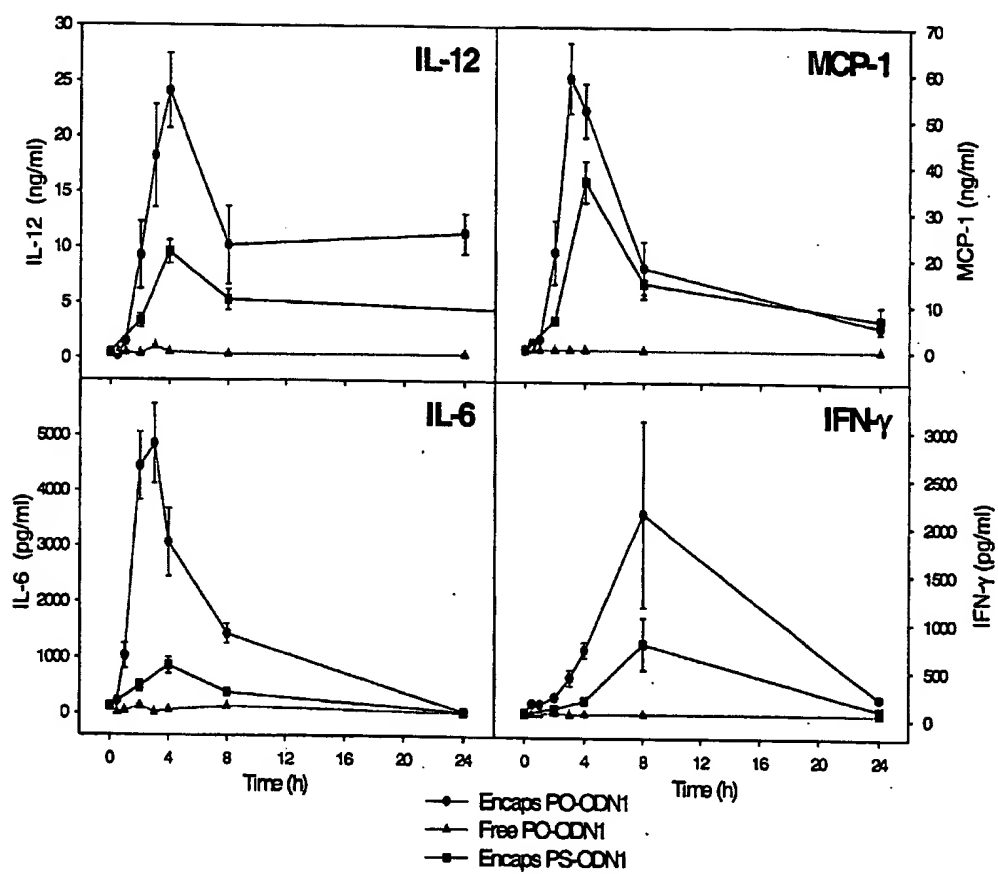 IL-12
30
25
20
15
10
5
0
IL-12 (ng/ml)
MCP-1
70
60
50
40
30
20
10
0
MCP-1 (ng/ml)
IL-6
5000
4000
3000
2000
1000
0
IL-6 (pg/ml)
IFN-γ
3000
2500
2000
1500
1000
500
0
IFN-γ (pg/ml)
0 4 8 12 16 20 24
Time (h)
0 4 8 12 16 20 24
Time (h)
Encaps PO-ODN1
Free PO-ODN1
Encaps PS-ODN1